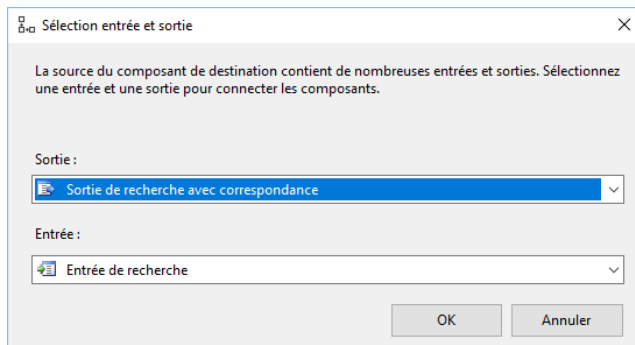 Sélection entrée et sortie
La source du composant de destination contient de nombreuses entrées et sorties. Sélectionnez
une entrée et une sortie pour connecter les composants.
Sortie :
Sortie de recherche avec correspondance
Entrée :
Entrée de recherche
OK
Annuler